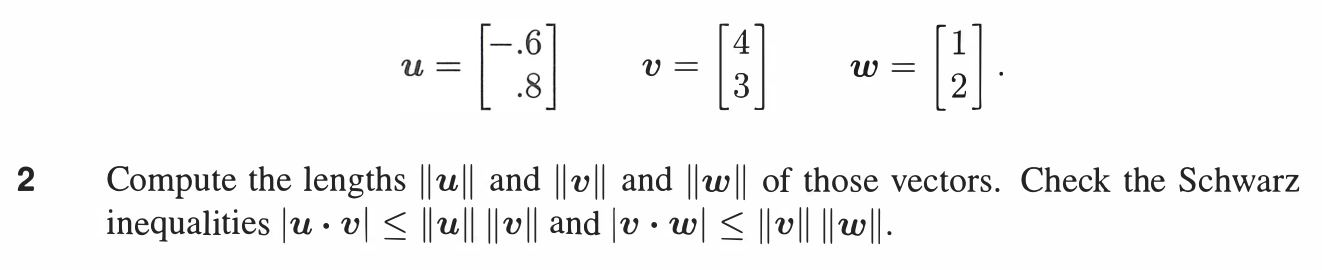 u = [−.6 .8] v = [4 3] w = [1 2] .
2 Compute the lengths ‖u‖ and ‖v‖ and ‖w‖ of those vectors. Check the Schwarz
inequalities |u · v| ≤ ‖u‖ ‖v‖ and |v · w| ≤ ‖v‖ ‖w‖.